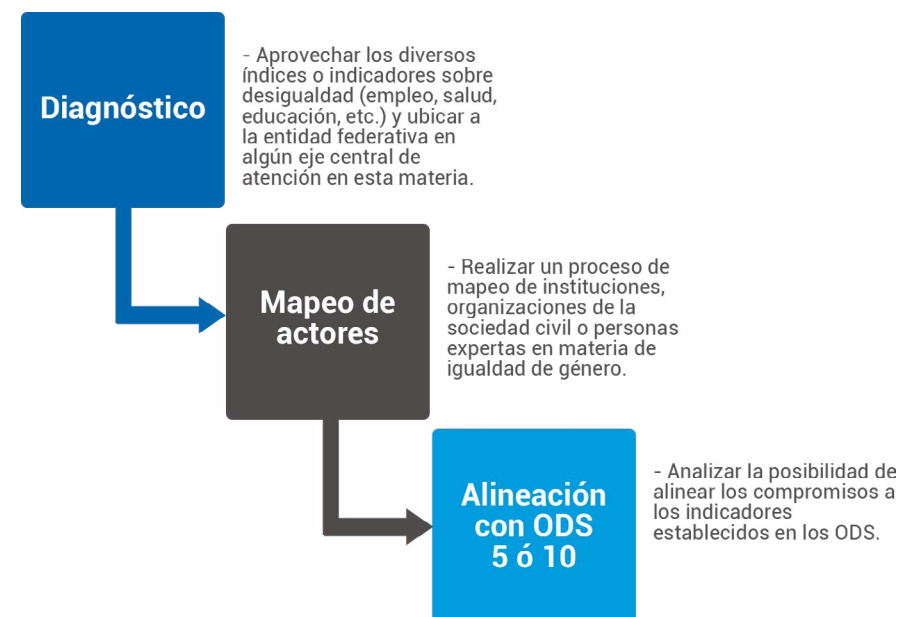 Diagnóstico
- Aprovechar los diversos
índices o indicadores sobre
desigualdad (empleo, salud,
educación, etc.) y ubicar a
la entidad federativa en
algún eje central de
atención en esta materia.
Mapeo de
actores
- Realizar un proceso de
mapeo de instituciones,
organizaciones de la
sociedad civil o personas
expertas en materia de
igualdad de género.
Alineación
con ODS
5 ó 10
- Analizar la posibilidad de
alinear los compromisos a
los indicadores
establecidos en los ODS.